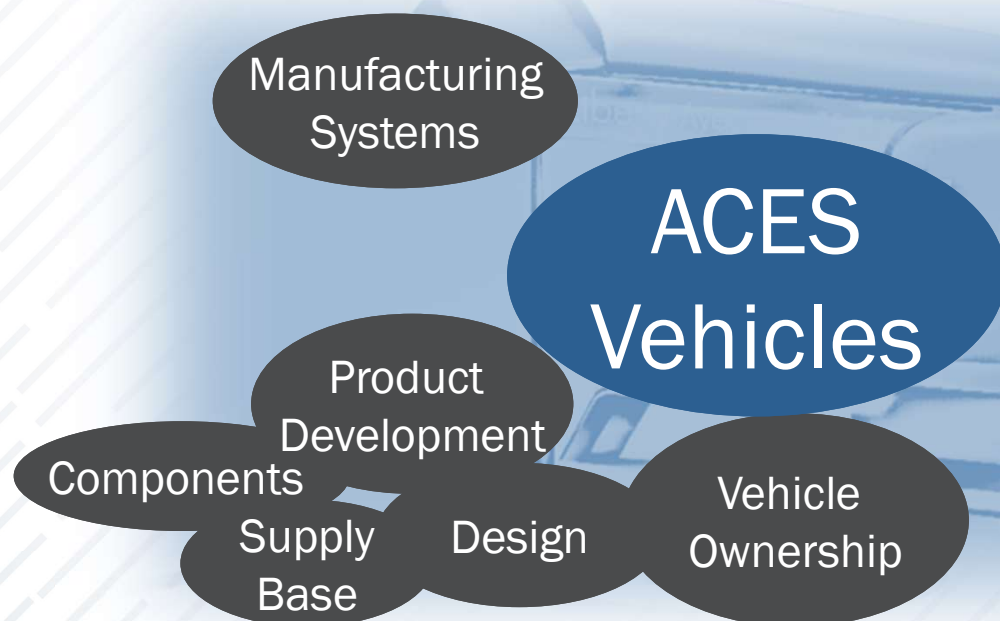 Manufacturing
Systems
ACES
Vehicles
Product
Development
Components
Supply
Base
Design
Vehicle
Ownership